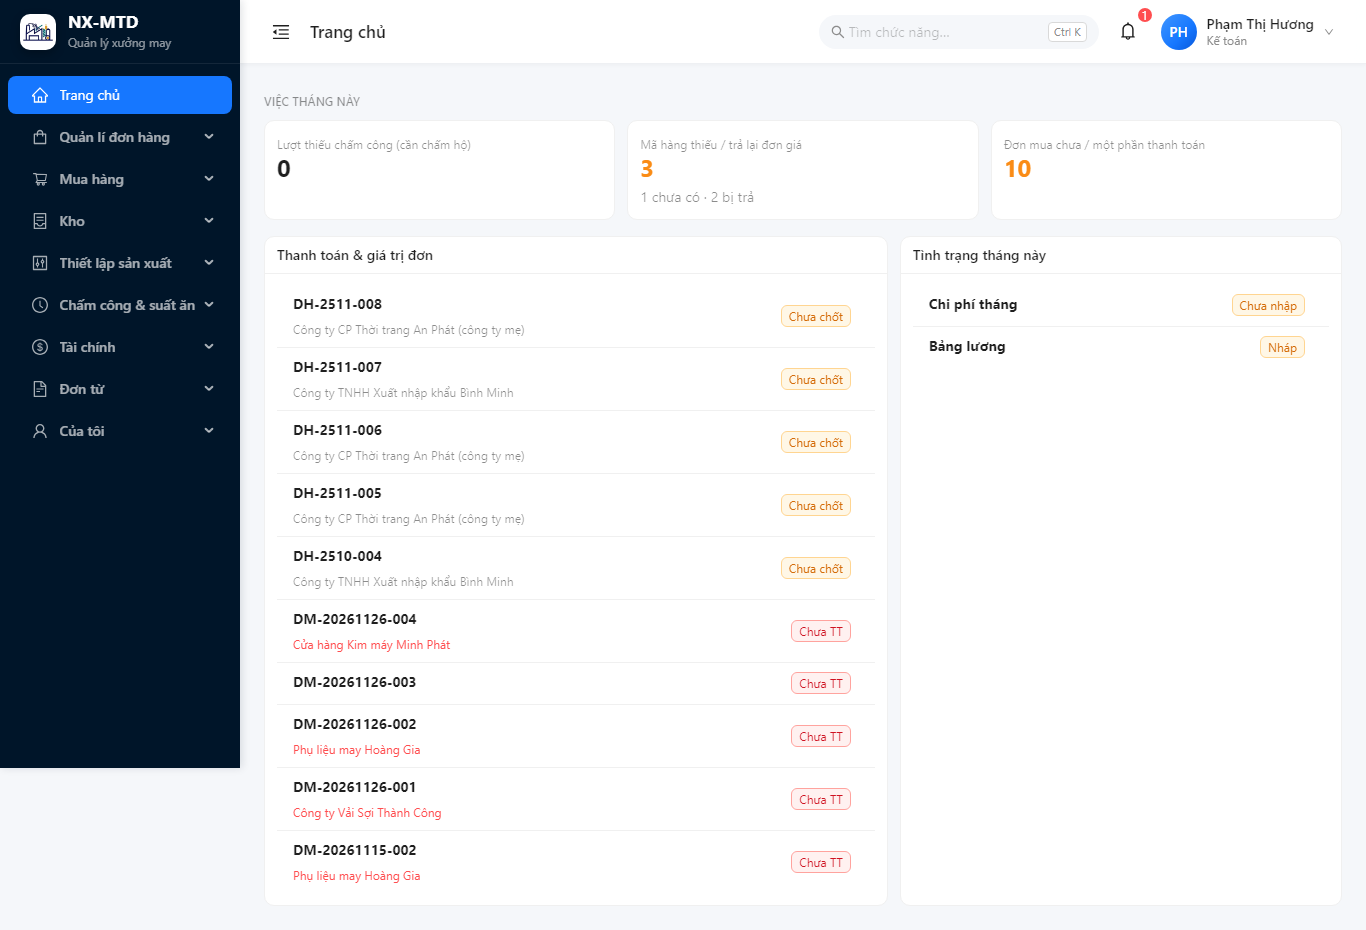 NX-MTD
Quản lý xưởng may
Trang chủ
Quản lí đơn hàng
Mua hàng
Kho
Thiết lập sản xuất
Chấm công & suất ăn
Tài chính
Đơn từ
Của tôi
Trang chủ
Tìm chức năng...
Ctrl K
1
PH
Phạm Thị Hương
Kế toán
VIỆC THÁNG NÀY
Lượt thiếu chấm công (cần chấm hộ)
0
Mã hàng thiếu / trả lại đơn giá
3
1 chưa có · 2 bị trả
Đơn mua chưa / một phần thanh toán
10
Thanh toán & giá trị đơn
DH-2511-008
Công ty CP Thời trang An Phát (công ty mẹ)
Chưa chốt
DH-2511-007
Công ty TNHH Xuất nhập khẩu Bình Minh
Chưa chốt
DH-2511-006
Công ty CP Thời trang An Phát (công ty mẹ)
Chưa chốt
DH-2511-005
Công ty CP Thời trang An Phát (công ty mẹ)
Chưa chốt
DH-2510-004
Công ty TNHH Xuất nhập khẩu Bình Minh
Chưa chốt
DM-20261126-004
Cửa hàng Kim máy Minh Phát
Chưa TT
DM-20261126-003
Chưa TT
DM-20261126-002
Phụ liệu may Hoàng Gia
Chưa TT
DM-20261126-001
Công ty Vải Sợi Thành Công
Chưa TT
DM-20261115-002
Phụ liệu may Hoàng Gia
Chưa TT
Tình trạng tháng này
Chi phí tháng
Chưa nhập
Bảng lương
Nháp